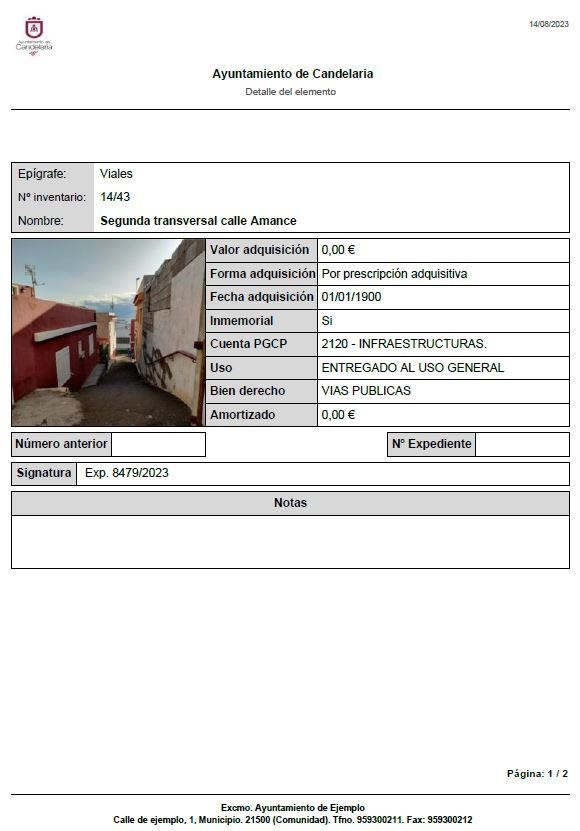 14/08/2023
Ayuntamiento de
Candelaria
Ayuntamiento de Candelaria
Detalle del elemento
Epígrafe: Viales
Nº inventario: 14/43
Nombre: Segunda transversal calle Amance
Valor adquisición 0,00 €
Forma adquisición Por prescripción adquisitiva
Fecha adquisición 01/01/1900
Inmemorial Si
Cuenta PGCP 2120 - INFRAESTRUCTURAS.
Uso ENTREGADO AL USO GENERAL
Bien derecho VIAS PUBLICAS
Amortizado 0,00 €
Número anterior Nº Expediente
Signatura Exp. 8479/2023
Notas
Página: 1 / 2
Excmo. Ayuntamiento de Ejemplo
Calle de ejemplo, 1, Municipio. 21500 (Comunidad). Tfno. 959300211. Fax: 959300212